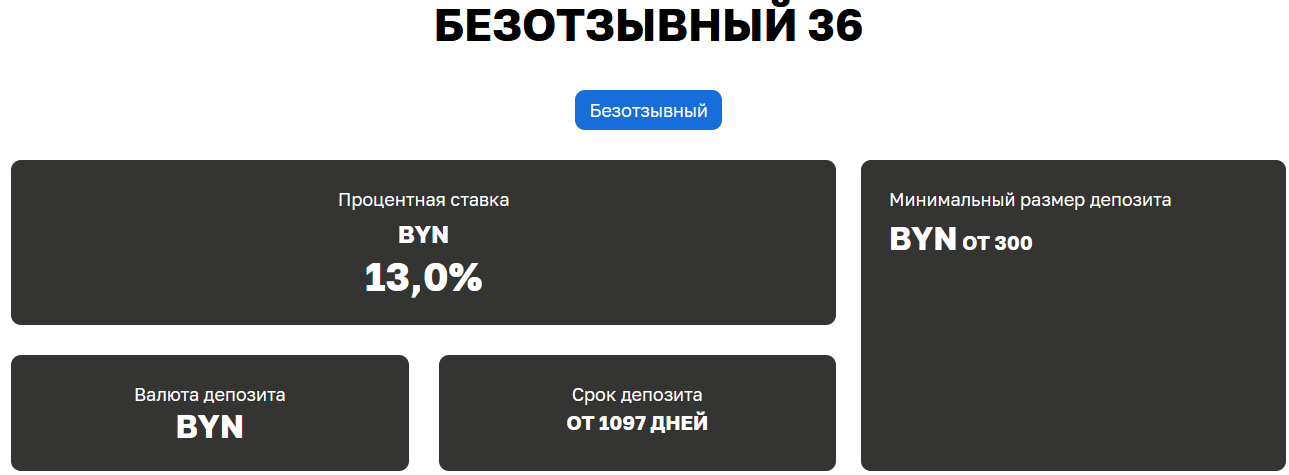 БЕЗОТЗЫВНЫЙ 36
Безотзывный
Процентная ставка
BYN
13,0%
Минимальный размер депозита
BYN ОТ 300
Валюта депозита
BYN
Срок депозита
ОТ 1097 ДНЕЙ